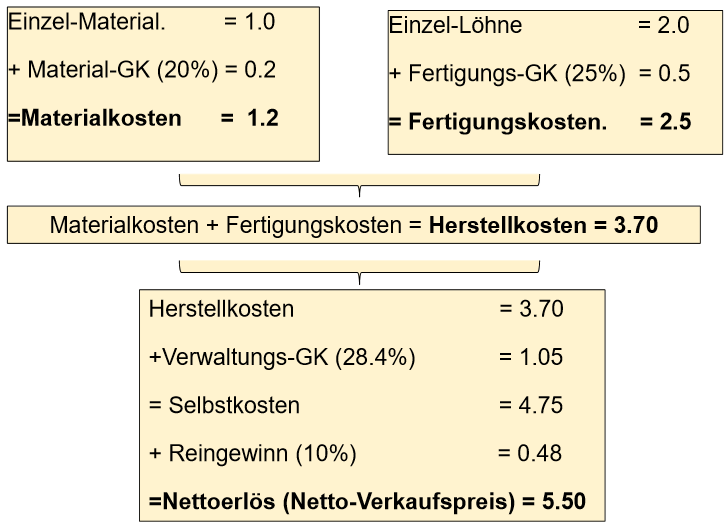 Einzel-Material. = 1.0
+ Material-GK (20%) = 0.2
=Materialkosten = 1.2
Einzel-Löhne = 2.0
+ Fertigungs-GK (25%) = 0.5
= Fertigungskosten. = 2.5
Materialkosten + Fertigungskosten = Herstellkosten = 3.70
Herstellkosten = 3.70
+Verwaltungs-GK (28.4%) = 1.05
= Selbstkosten = 4.75
+ Reingewinn (10%) = 0.48
=Nettoerlös (Netto-Verkaufspreis) = 5.50